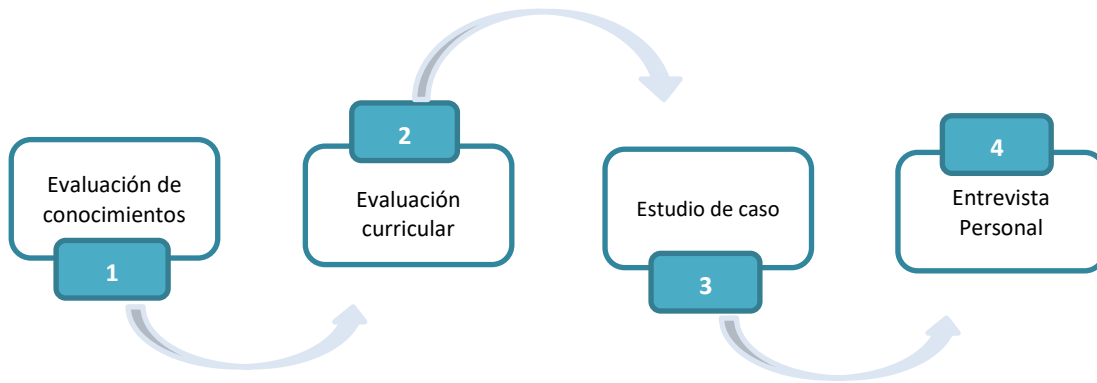 Evaluación de
conocimientos
1
2
Evaluación
curricular
Estudio de caso
3
4
Entrevista
Personal